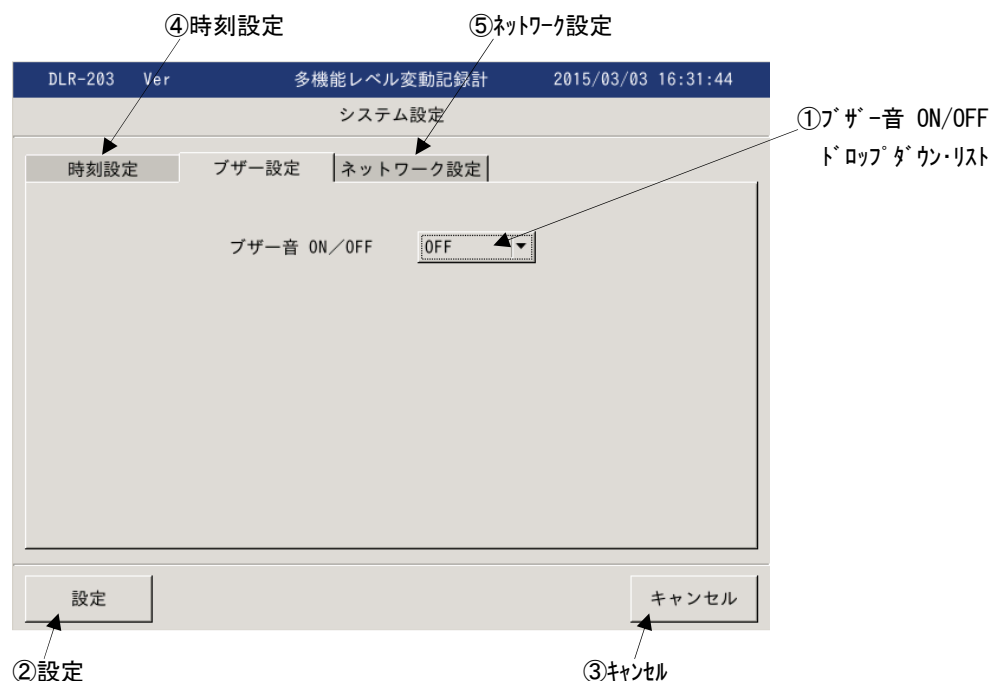 ④時刻設定 ⑤ﾈｯﾄﾜｰｸ設定
DLR-203 Ver 多機能レベル変動記録計 2015/03/03 16:31:44
システム設定
①ﾌﾞｻﾞｰ音 ON/OFF
ﾄﾞﾛｯﾌﾟﾀﾞｳﾝ･ﾘｽﾄ
時刻設定 ブザー設定 ネットワーク設定
ブザー音 ON／OFF OFF
設定 キャンセル
②設定 ③ｷｬﾝｾﾙ